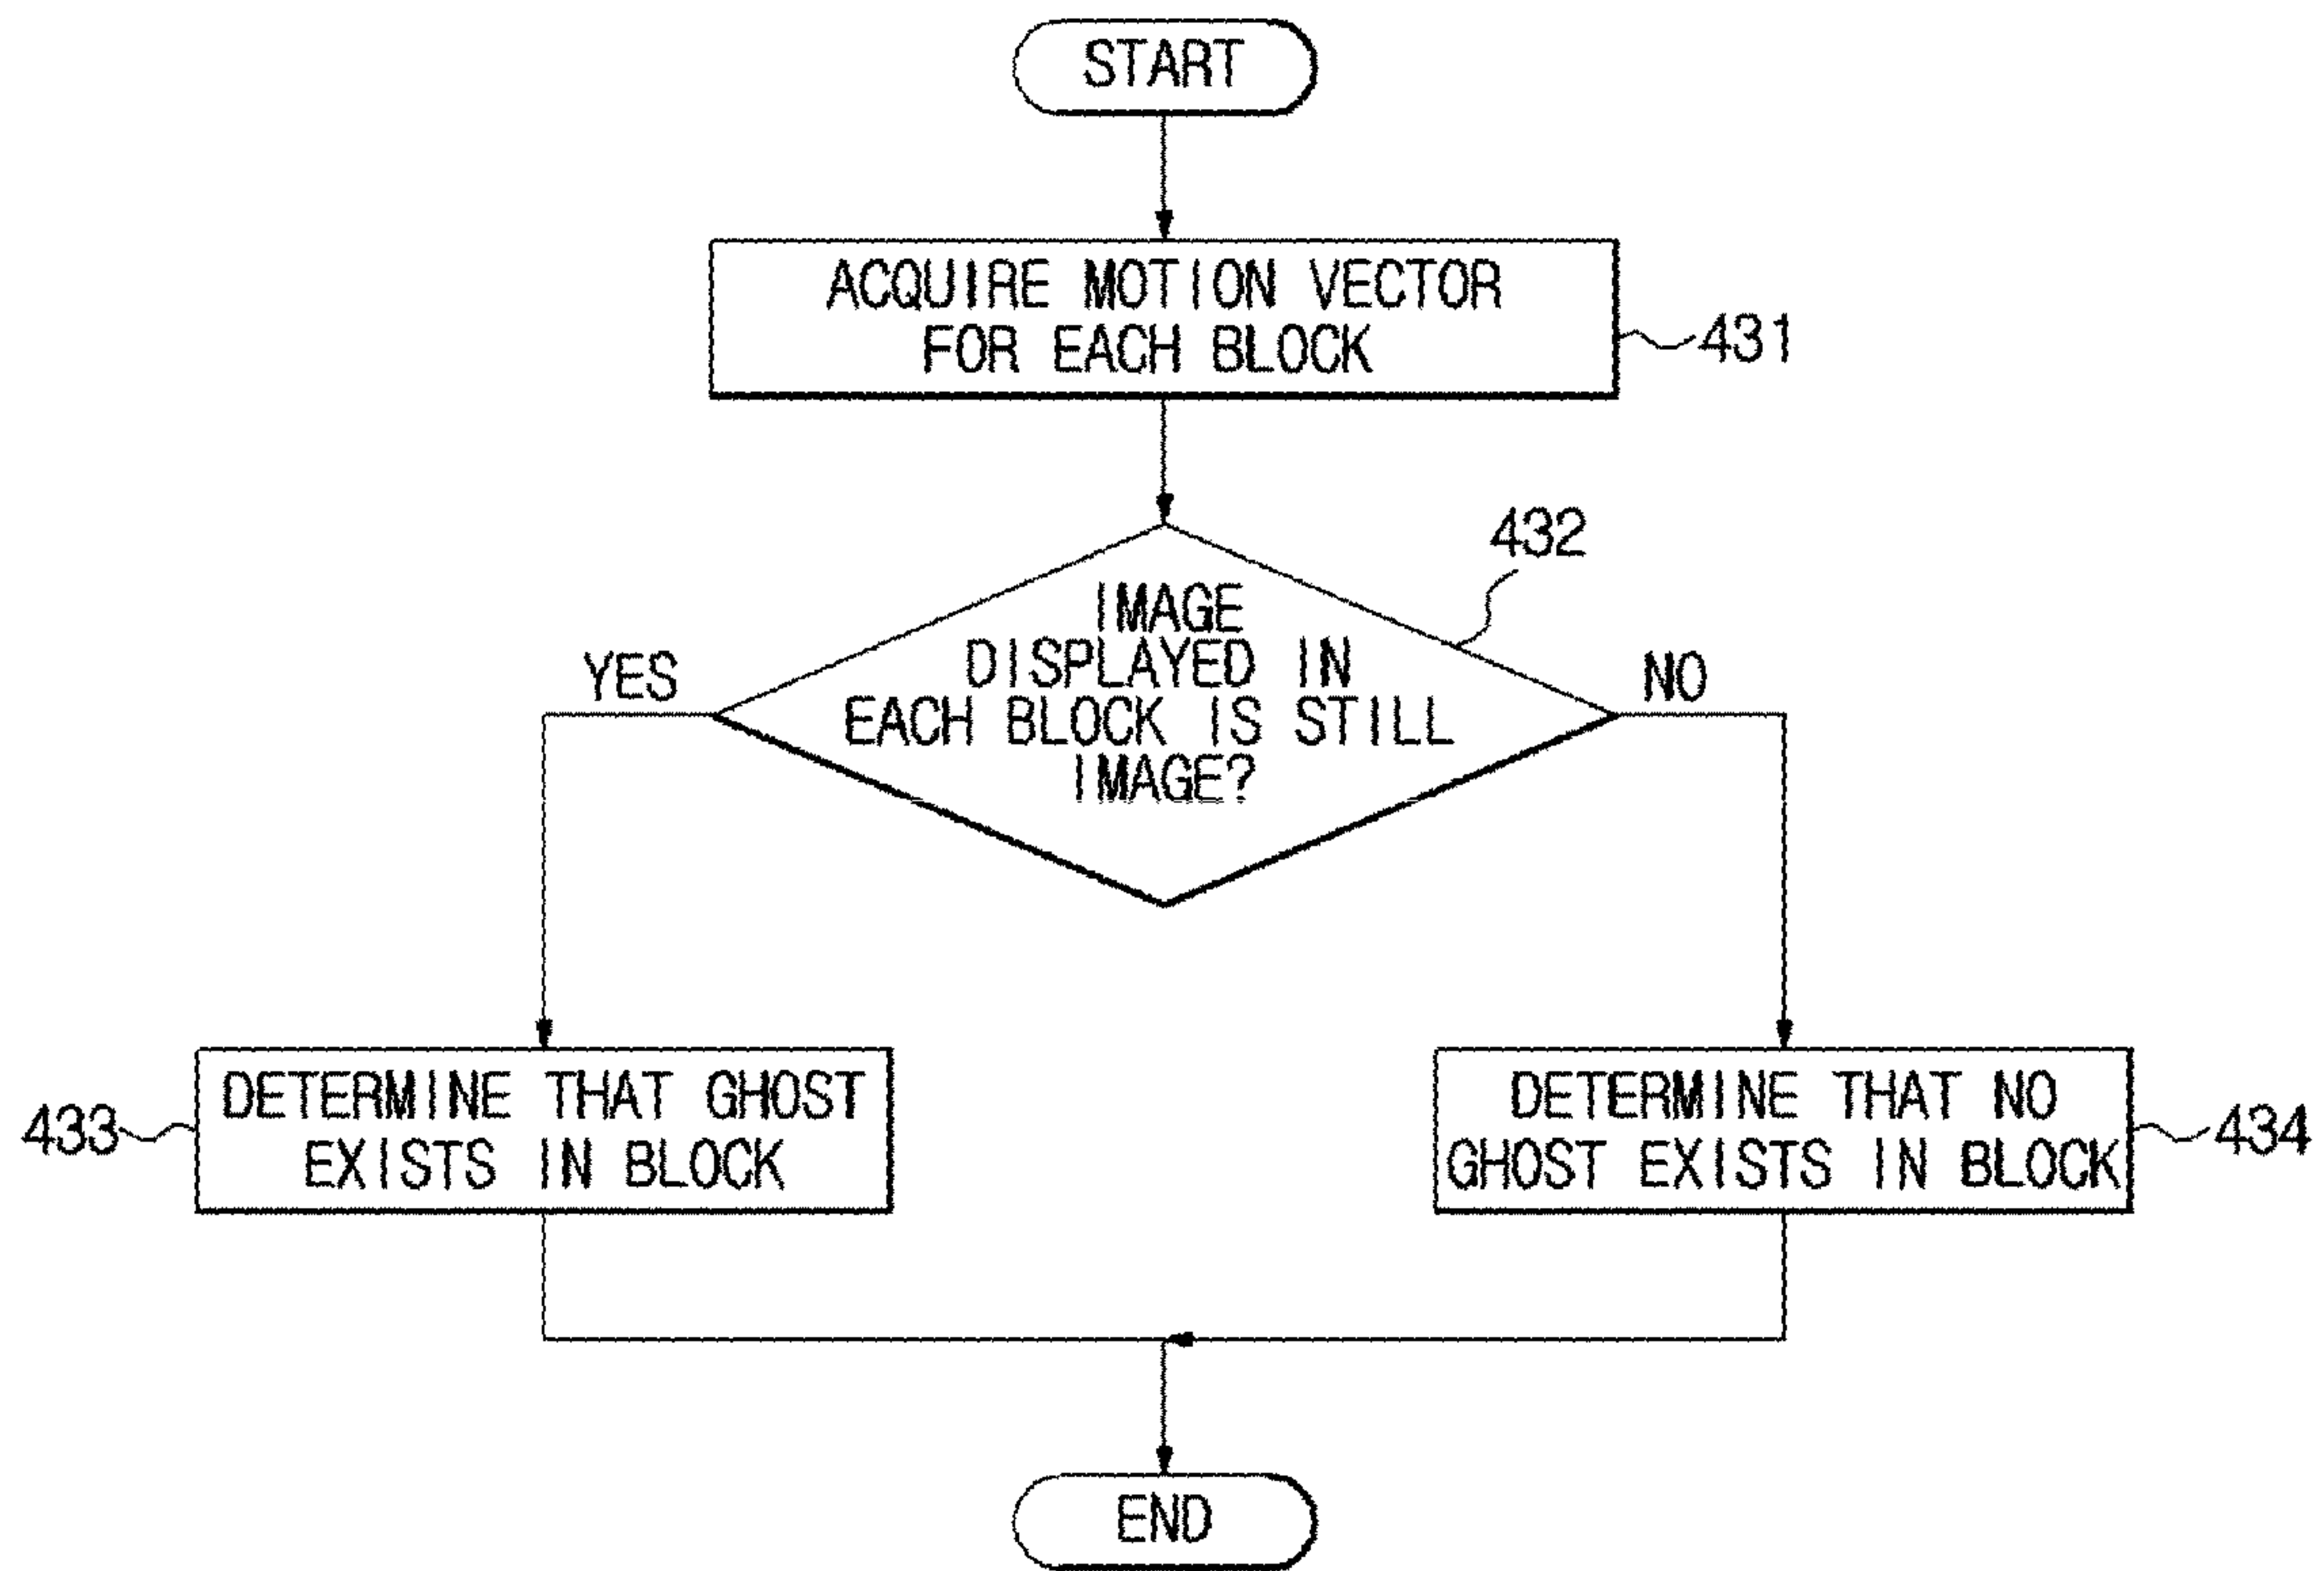 START
ACQUIRE MOTION VECTOR
FOR EACH BLOCK
431
432
IMAGE
DISPLAYED IN
EACH BLOCK IS STILL
IMAGE?
YES
NO
433
DETERMINE THAT GHOST
EXISTS IN BLOCK
DETERMINE THAT NO
GHOST EXISTS IN BLOCK
434
END